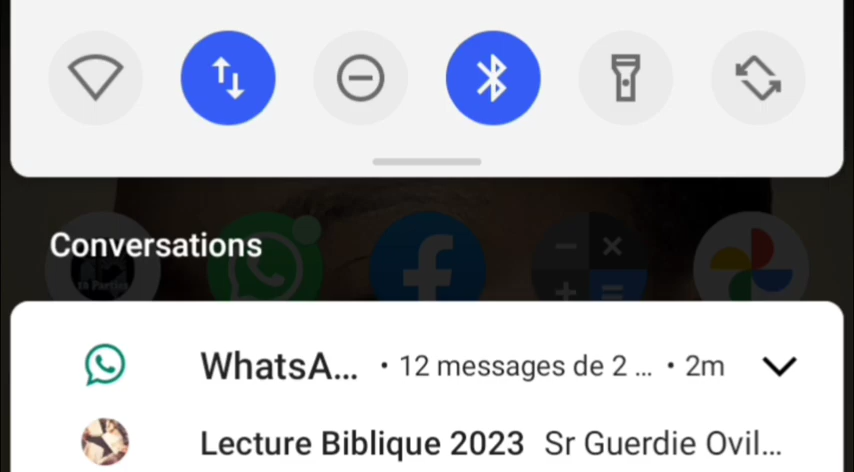 Conversations
WhatsA... • 12 messages de 2 ... • 2m
Lecture Biblique 2023 Sr Guerdie Ovil...